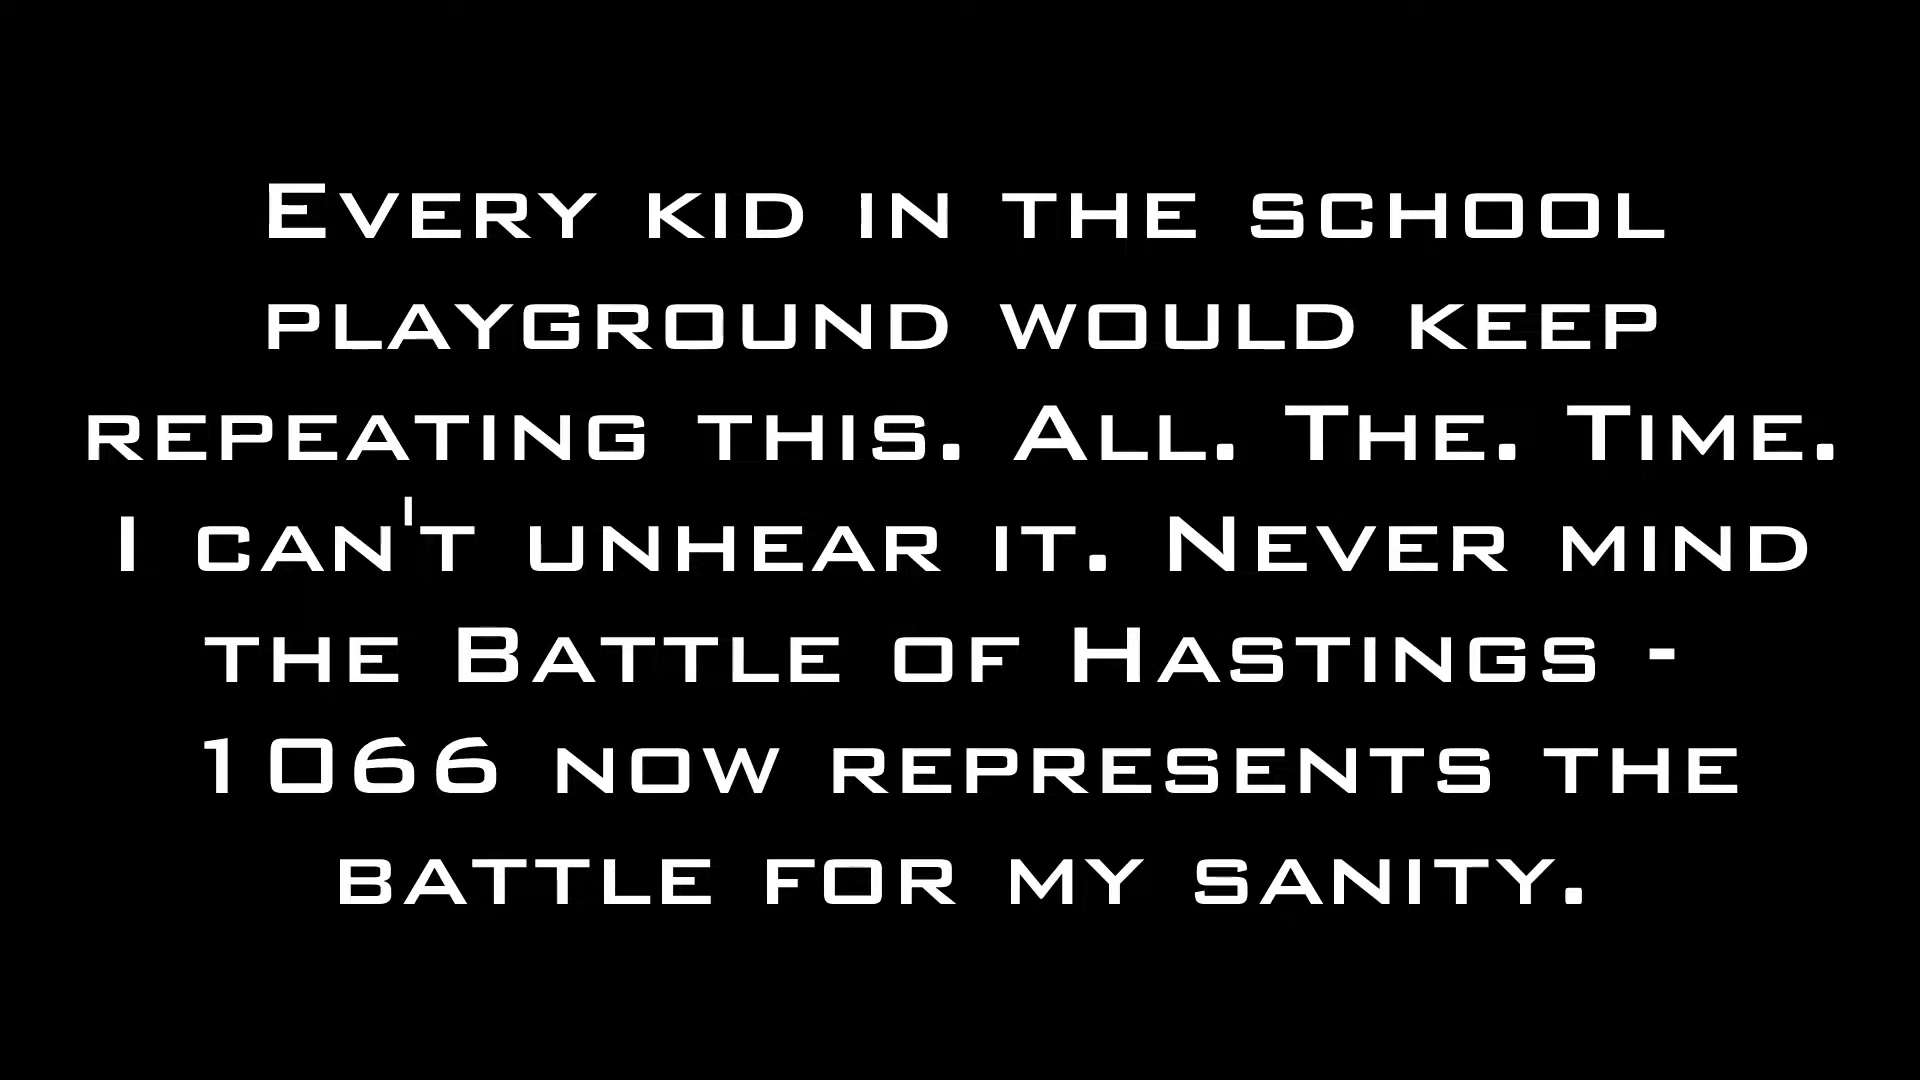 Every kid in the school
playground would keep
repeating this. All. The. Time.
I can't unhear it. Never mind
the Battle of Hastings -
1066 now represents the
battle for my sanity.